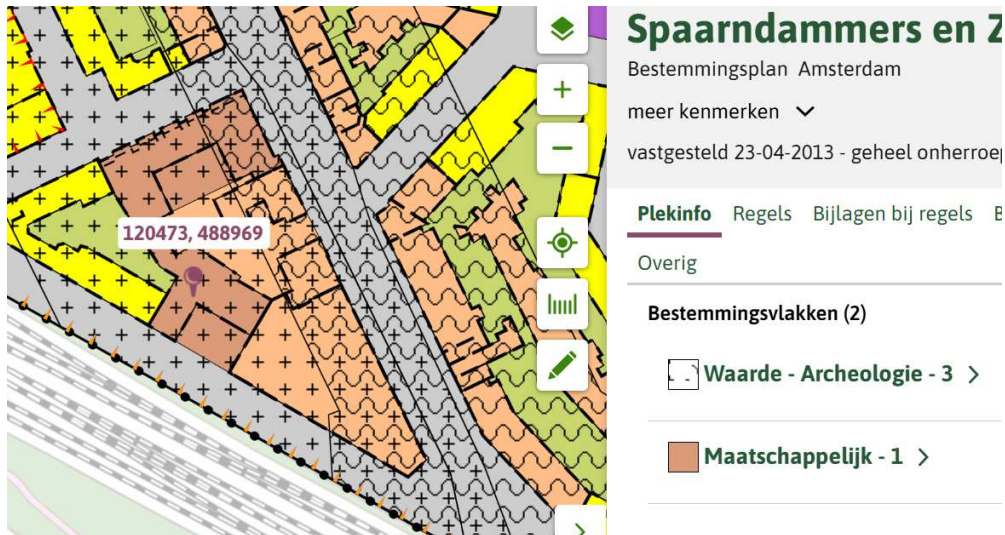 120473, 488969
Spaarndammers en Z
Bestemmingsplan Amsterdam
meer kenmerken
vastgesteld 23-04-2013 - geheel onherroep
Plekinfo Regels Bijlagen bij regels B
Overig
Bestemmingsvlakken (2)
Waarde - Archeologie - 3
Maatschappelijk - 1